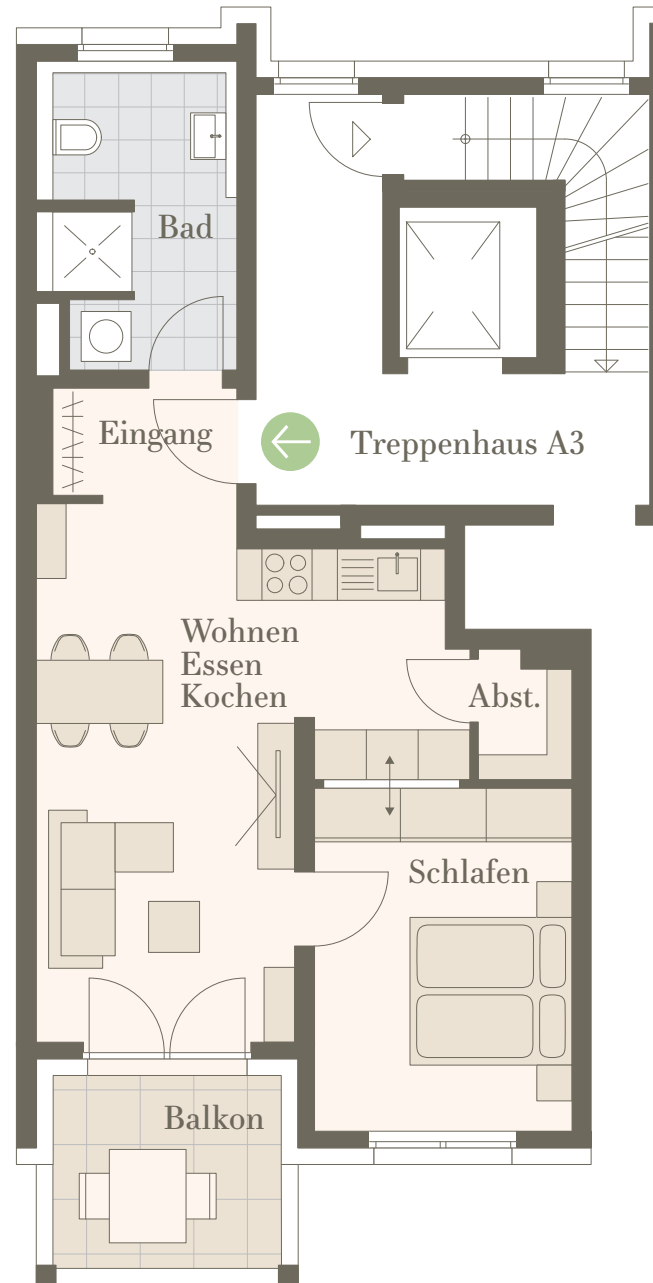 Bad
Eingang
Treppenhaus A3
Wohnen
Essen
Kochen
Abst.
Schlafen
Balkon